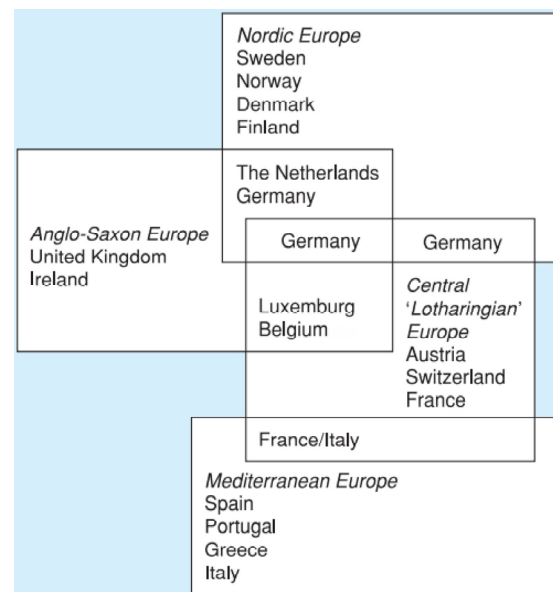 Nordic Europe
Sweden
Norway
Denmark
Finland
The Netherlands
Germany
Anglo-Saxon Europe
United Kingdom
Ireland
Germany
Germany
Luxemburg
Belgium
Central
‘Lotharingian’
Europe
Austria
Switzerland
France
France/Italy
Mediterranean Europe
Spain
Portugal
Greece
Italy